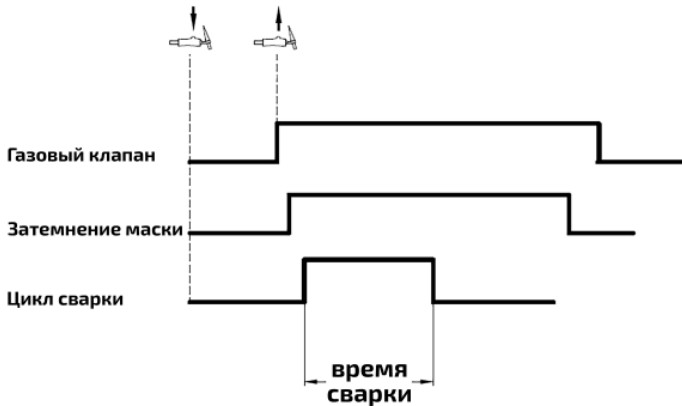 Газовый клапан
Затемнение маски
Цикл сварки
время
сварки